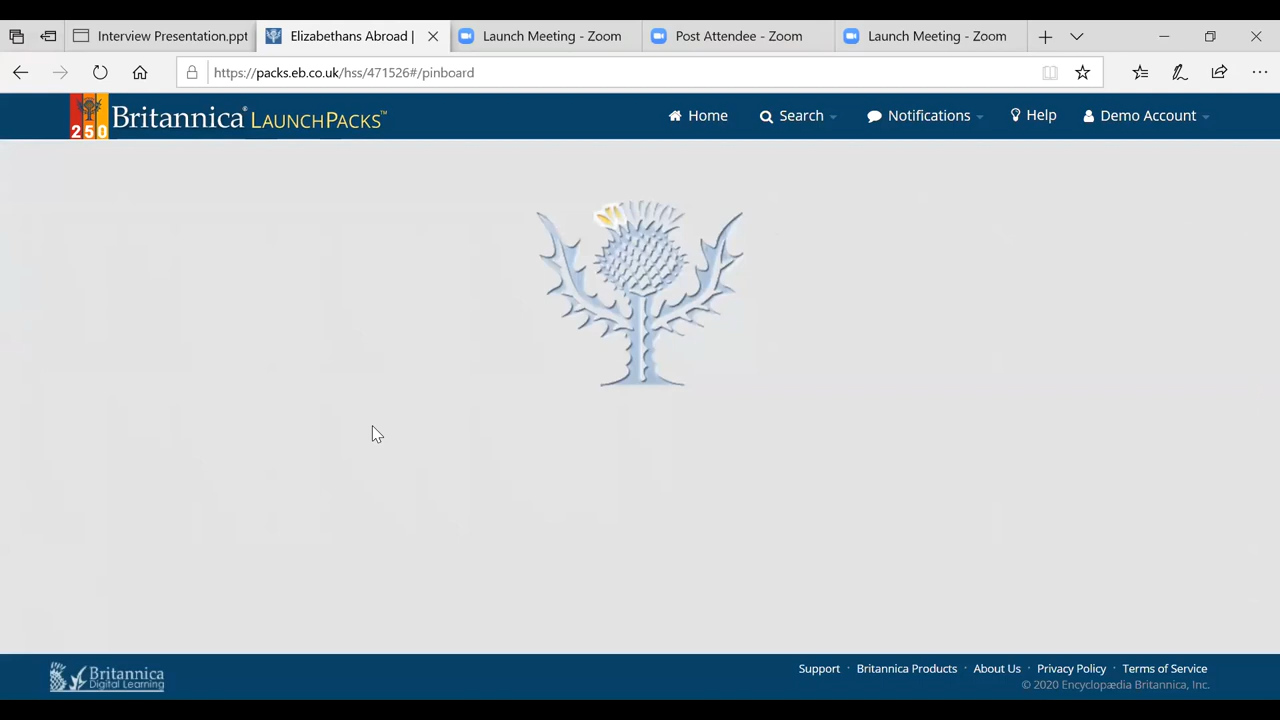 Interview Presentation.ppt
Elizabethans Abroad |
Launch Meeting - Zoom
Post Attendee - Zoom
Launch Meeting - Zoom
https://packs.eb.co.uk/hss/471526#/pinboard
250
Britannica® LAUNCHPACKS™
Home
Search
Notifications
Help
Demo Account
Britannica
Digital Learning
Support · Britannica Products · About Us · Privacy Policy · Terms of Service
© 2020 Encyclopædia Britannica, Inc.